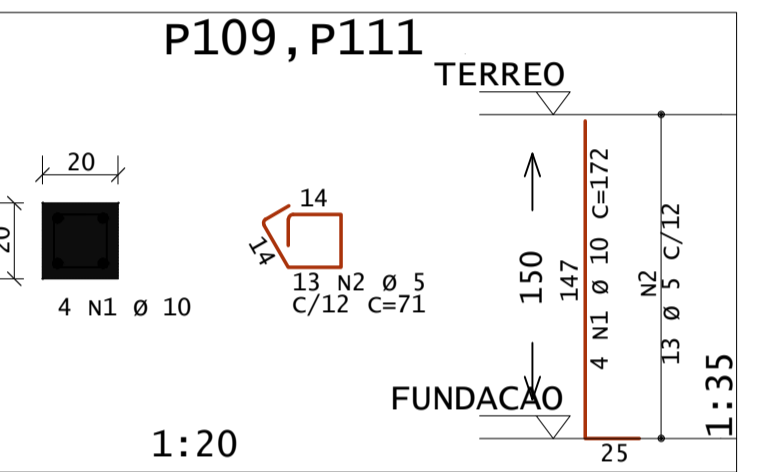 P109,P111
TERREO
20
20
4 N1 Ø 10
14
14
13 N2 Ø 5
C/12 C=71
150
147
4 N1 Ø 10 C=172
N2
13 Ø 5 C/12
FUNDACAO
25
1:20
1:35